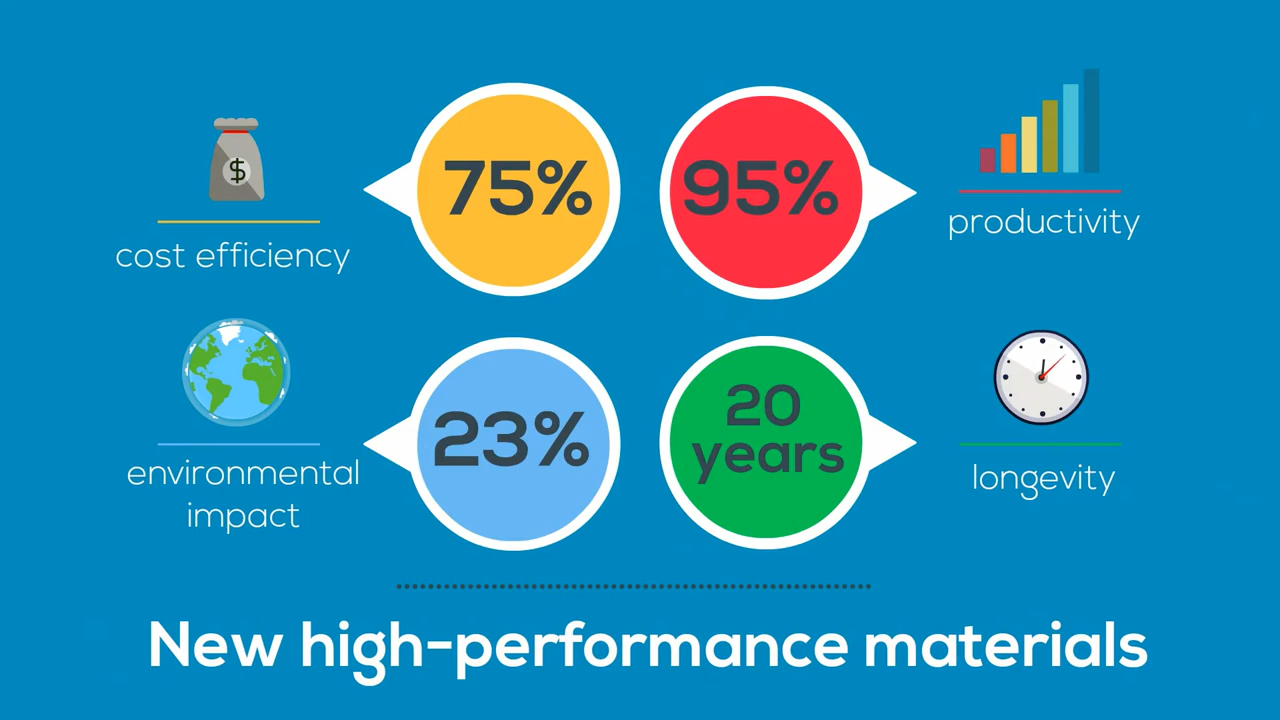 $
75%
95%
cost efficiency
productivity
23%
20
years
environmental
impact
longevity
New high-performance materials